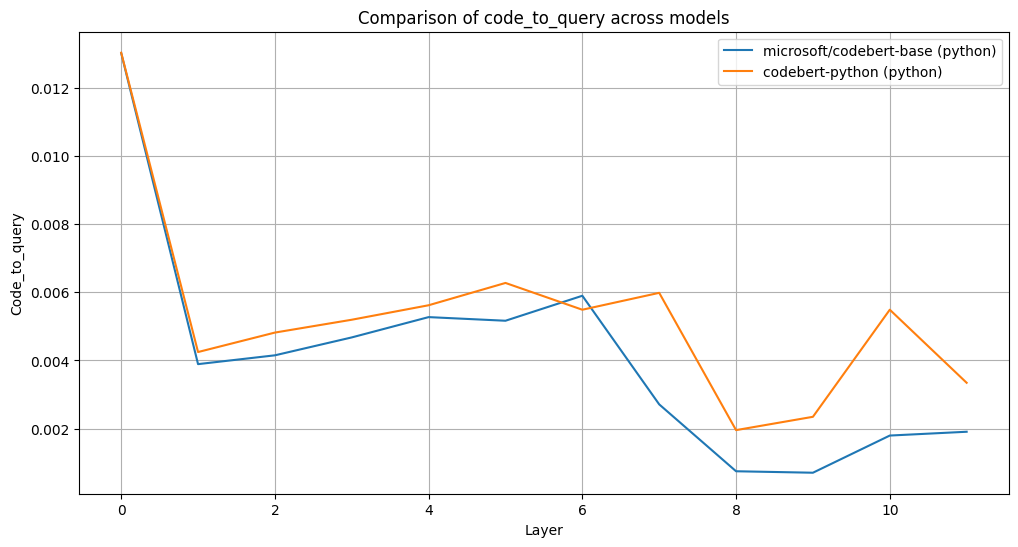 Comparison of code_to_query across models
microsoft/codebert-base (python)
codebert-python (python)
Code_to_query
0.012
0.010
0.008
0.006
0.004
0.002
0 2 4 6 8 10
Layer